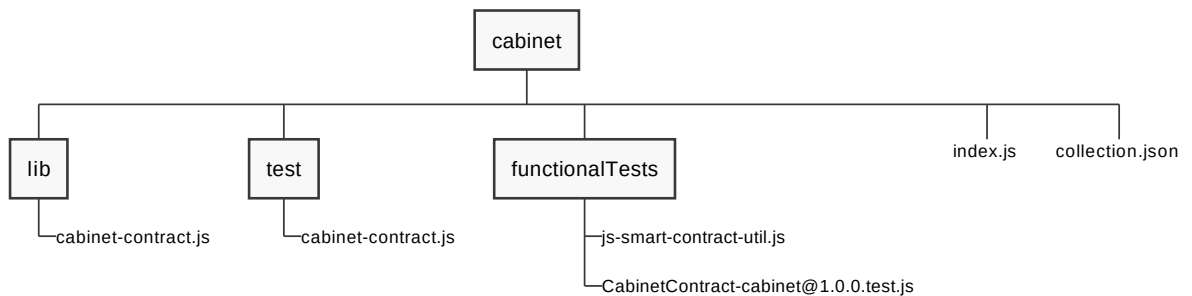 cabinet
lib
test
functionalTests
index.js
collection.json
cabinet-contract.js
cabinet-contract.js
js-smart-contract-util.js
CabinetContract-cabinet@1.0.0.test.js